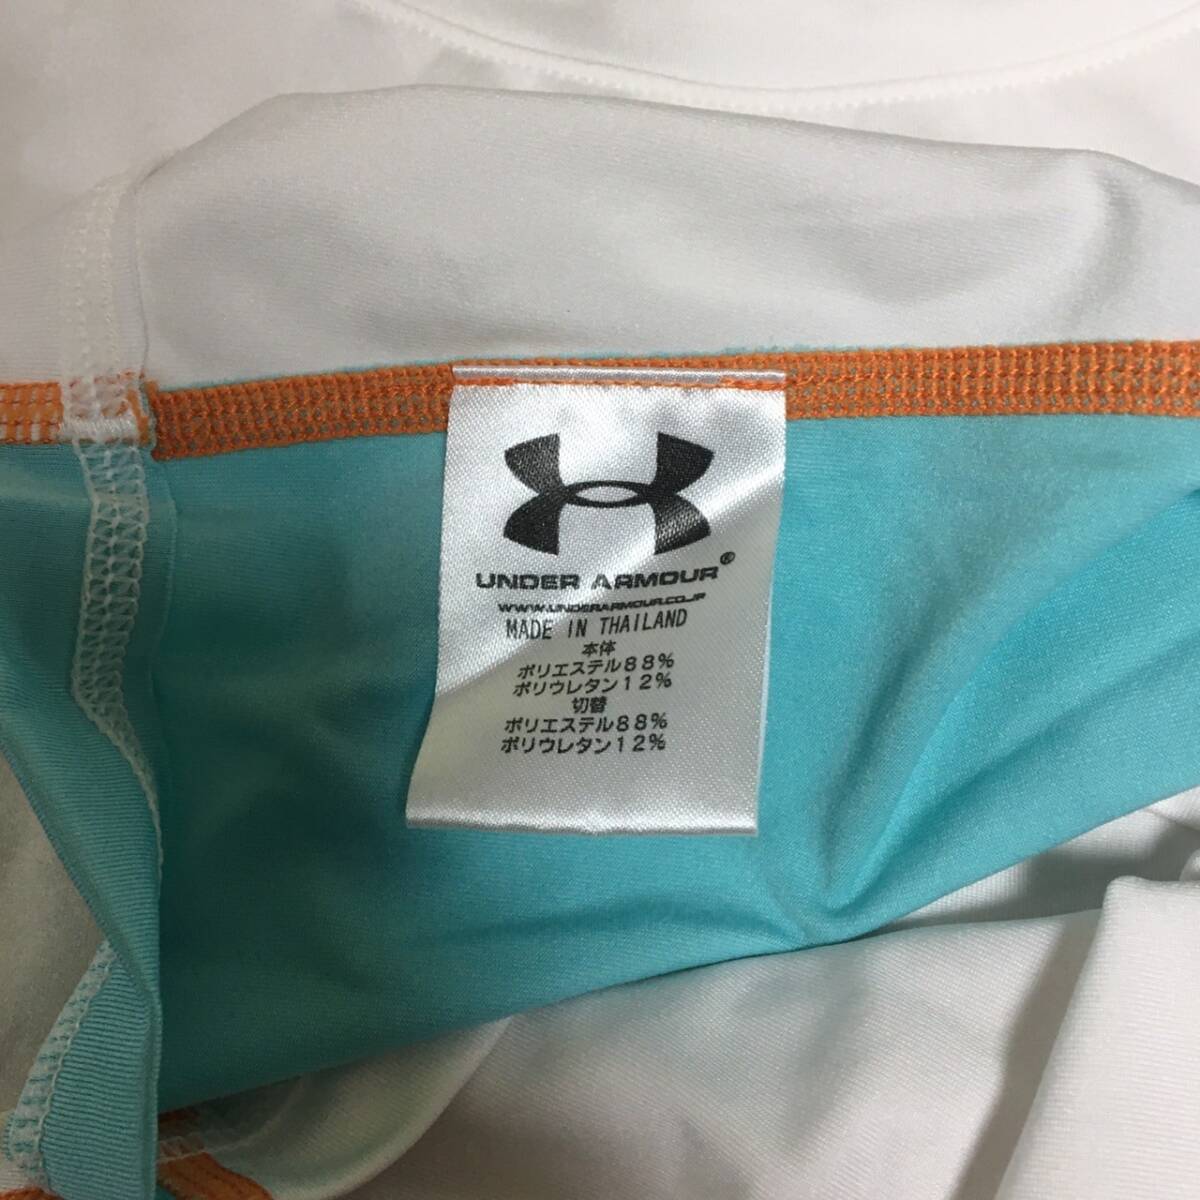 UNDER ARMOUR®
WWW.UNDERARMOUR.CO.JP
MADE IN THAILAND
本体
ポリエステル88%
ポリウレタン12%
切替
ポリエステル88%
ポリウレタン12%